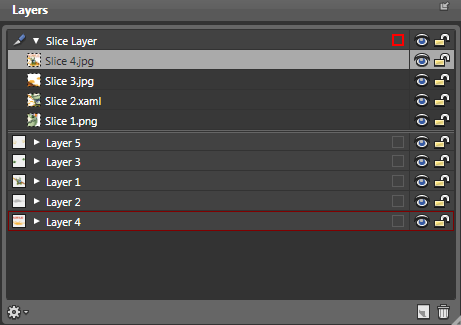 Layers
Slice Layer
Slice 4.jpg
Slice 3.jpg
Slice 2.xaml
Slice 1.png
Layer 5
Layer 3
Layer 1
Layer 2
Layer 4